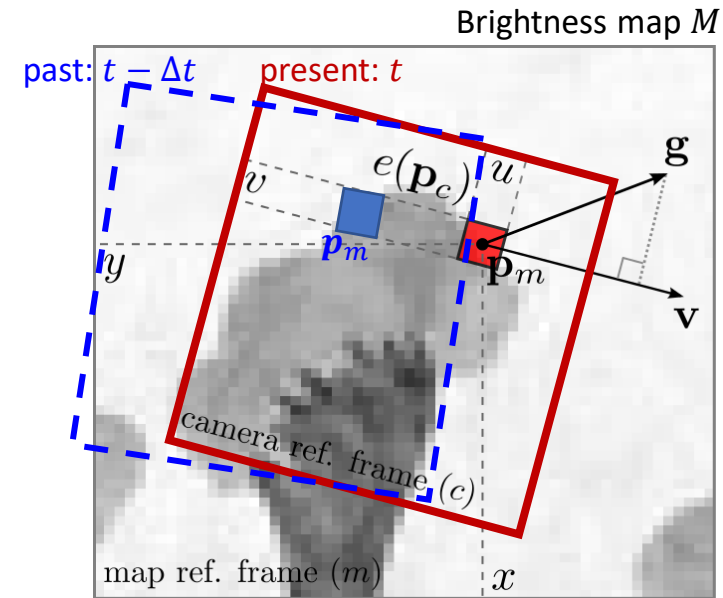 Brightness map M
past: t − Δt
present: t
e(𝐩_c)
u
v
𝐠
𝒑_m
𝐩_m
y
𝐯
camera ref. frame (c)
map ref. frame (m)
x